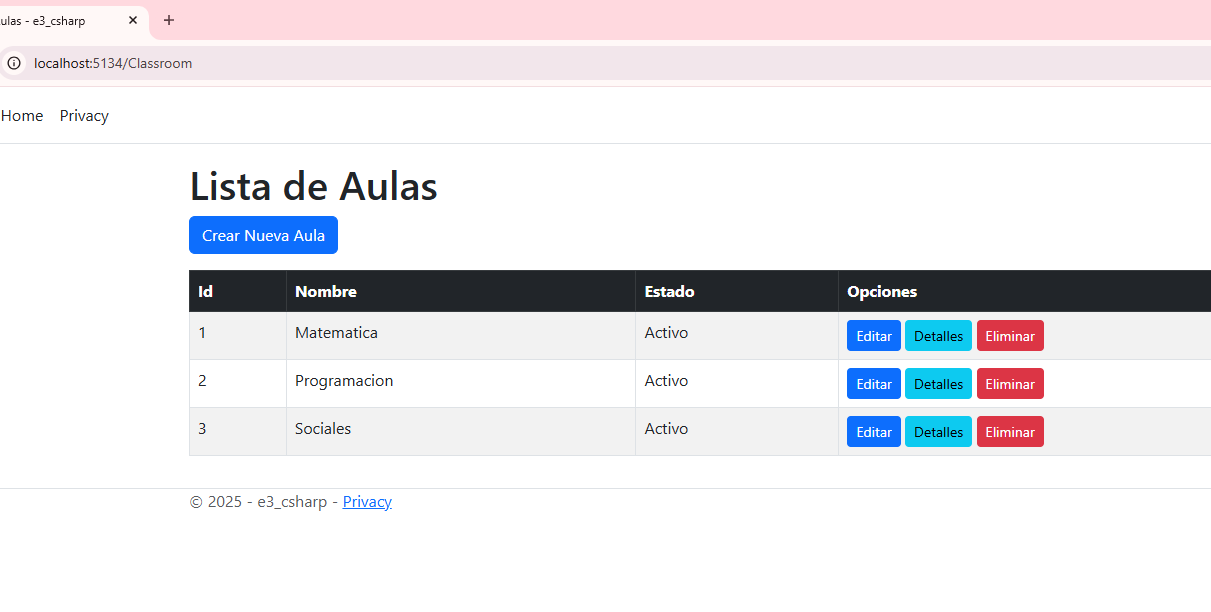 ulas - e3_csharp
localhost:5134/Classroom
Home Privacy
Lista de Aulas
Crear Nueva Aula
Id Nombre Estado Opciones
1 Matematica Activo Editar Detalles Eliminar
2 Programacion Activo Editar Detalles Eliminar
3 Sociales Activo Editar Detalles Eliminar
© 2025 - e3_csharp - Privacy